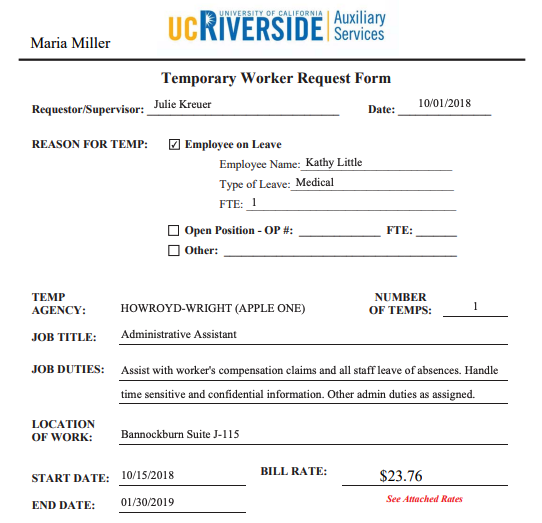 UNIVERSITY OF CALIFORNIA
UCRIVERSIDE Auxiliary Services
Maria Miller
Temporary Worker Request Form
Requestor/Supervisor: Julie Kreuer Date: 10/01/2018
REASON FOR TEMP: ☑ Employee on Leave
Employee Name: Kathy Little
Type of Leave: Medical
FTE: 1
☐ Open Position - OP #: FTE:
☐ Other:
TEMP AGENCY: HOWROYD-WRIGHT (APPLE ONE) NUMBER OF TEMPS: 1
JOB TITLE: Administrative Assistant
JOB DUTIES: Assist with worker's compensation claims and all staff leave of absences. Handle
time sensitive and confidential information. Other admin duties as assigned.
LOCATION OF WORK: Bannockburn Suite J-115
START DATE: 10/15/2018 BILL RATE: $23.76
See Attached Rates
END DATE: 01/30/2019